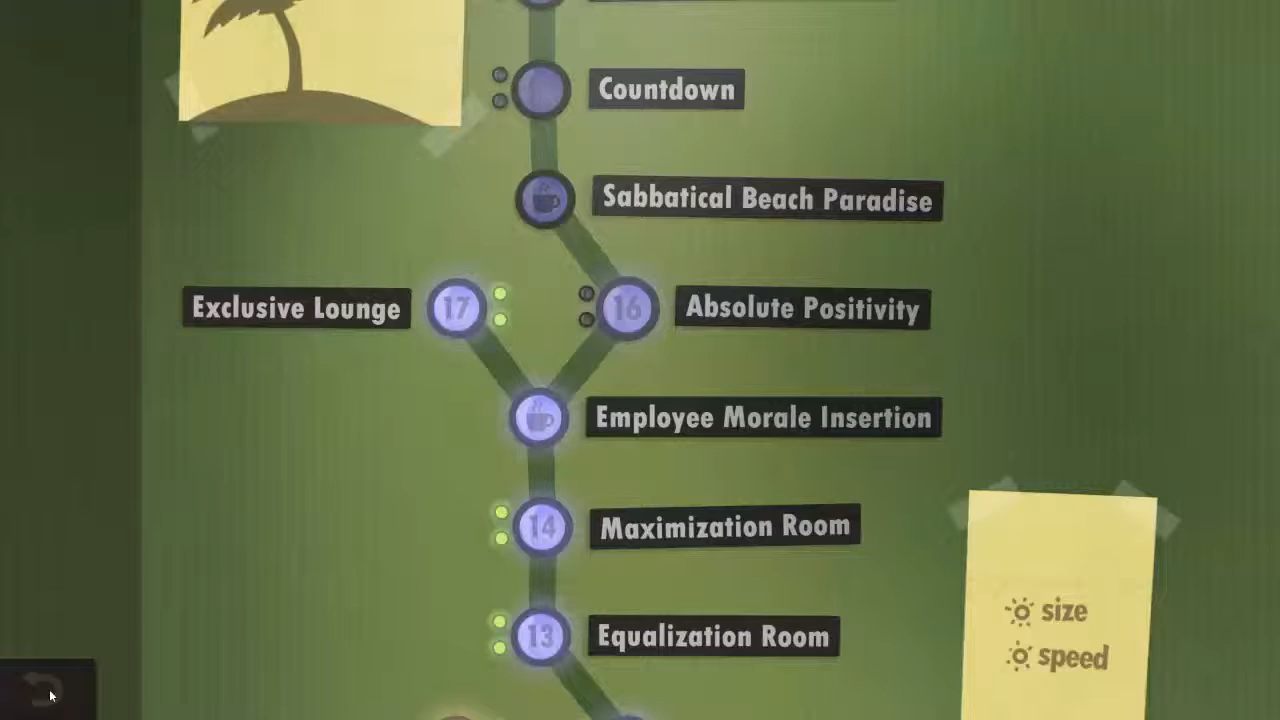 Countdown
Sabbatical Beach Paradise
Exclusive Lounge 17 16 Absolute Positivity
Employee Morale Insertion
14 Maximization Room
size
13 Equalization Room
speed